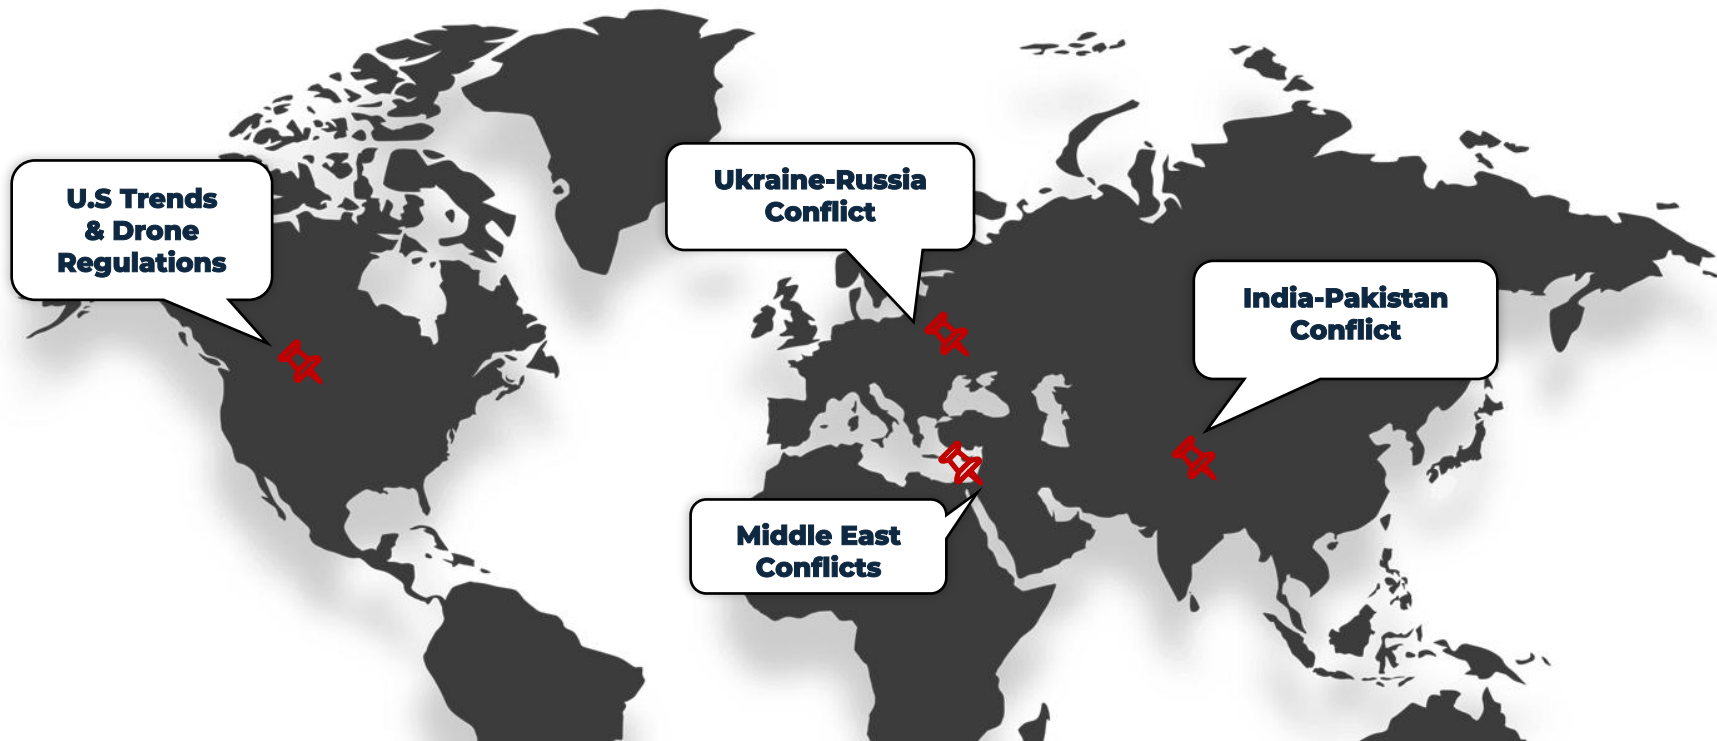 U.S Trends
& Drone
Regulations
Ukraine-Russia
Conflict
India-Pakistan
Conflict
Middle East
Conflicts